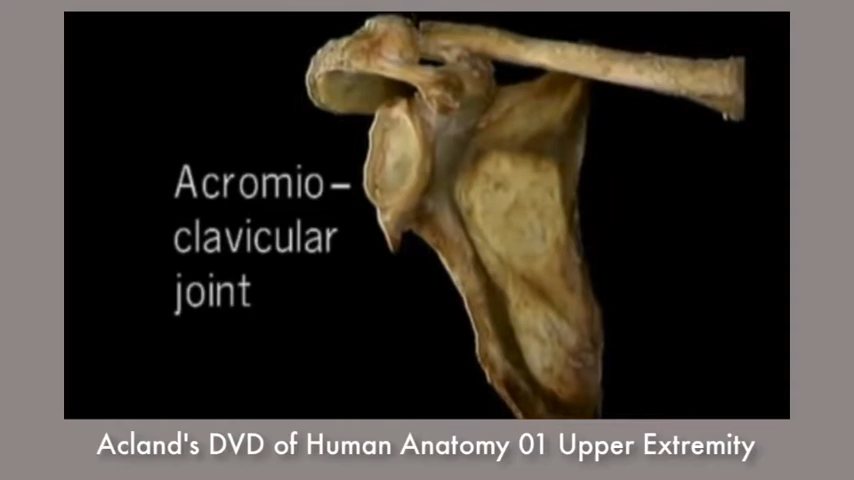 Acromio–
clavicular
joint
Acland's DVD of Human Anatomy 01 Upper Extremity